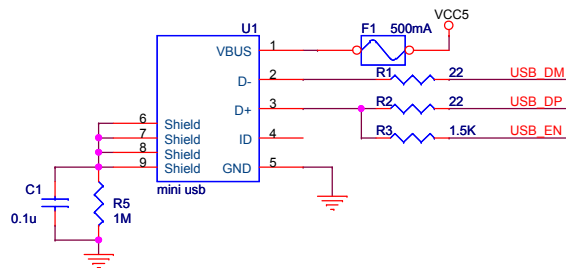 U1
F1 500mA
VCC5
VBUS 1
D- 2
R1 22 USB_DM
D+ 3
R2 22 USB_DP
ID 4
R3 1.5K USB_EN
GND 5
6 Shield
7 Shield
8 Shield
9 Shield
mini usb
C1
0.1u
R5
1M